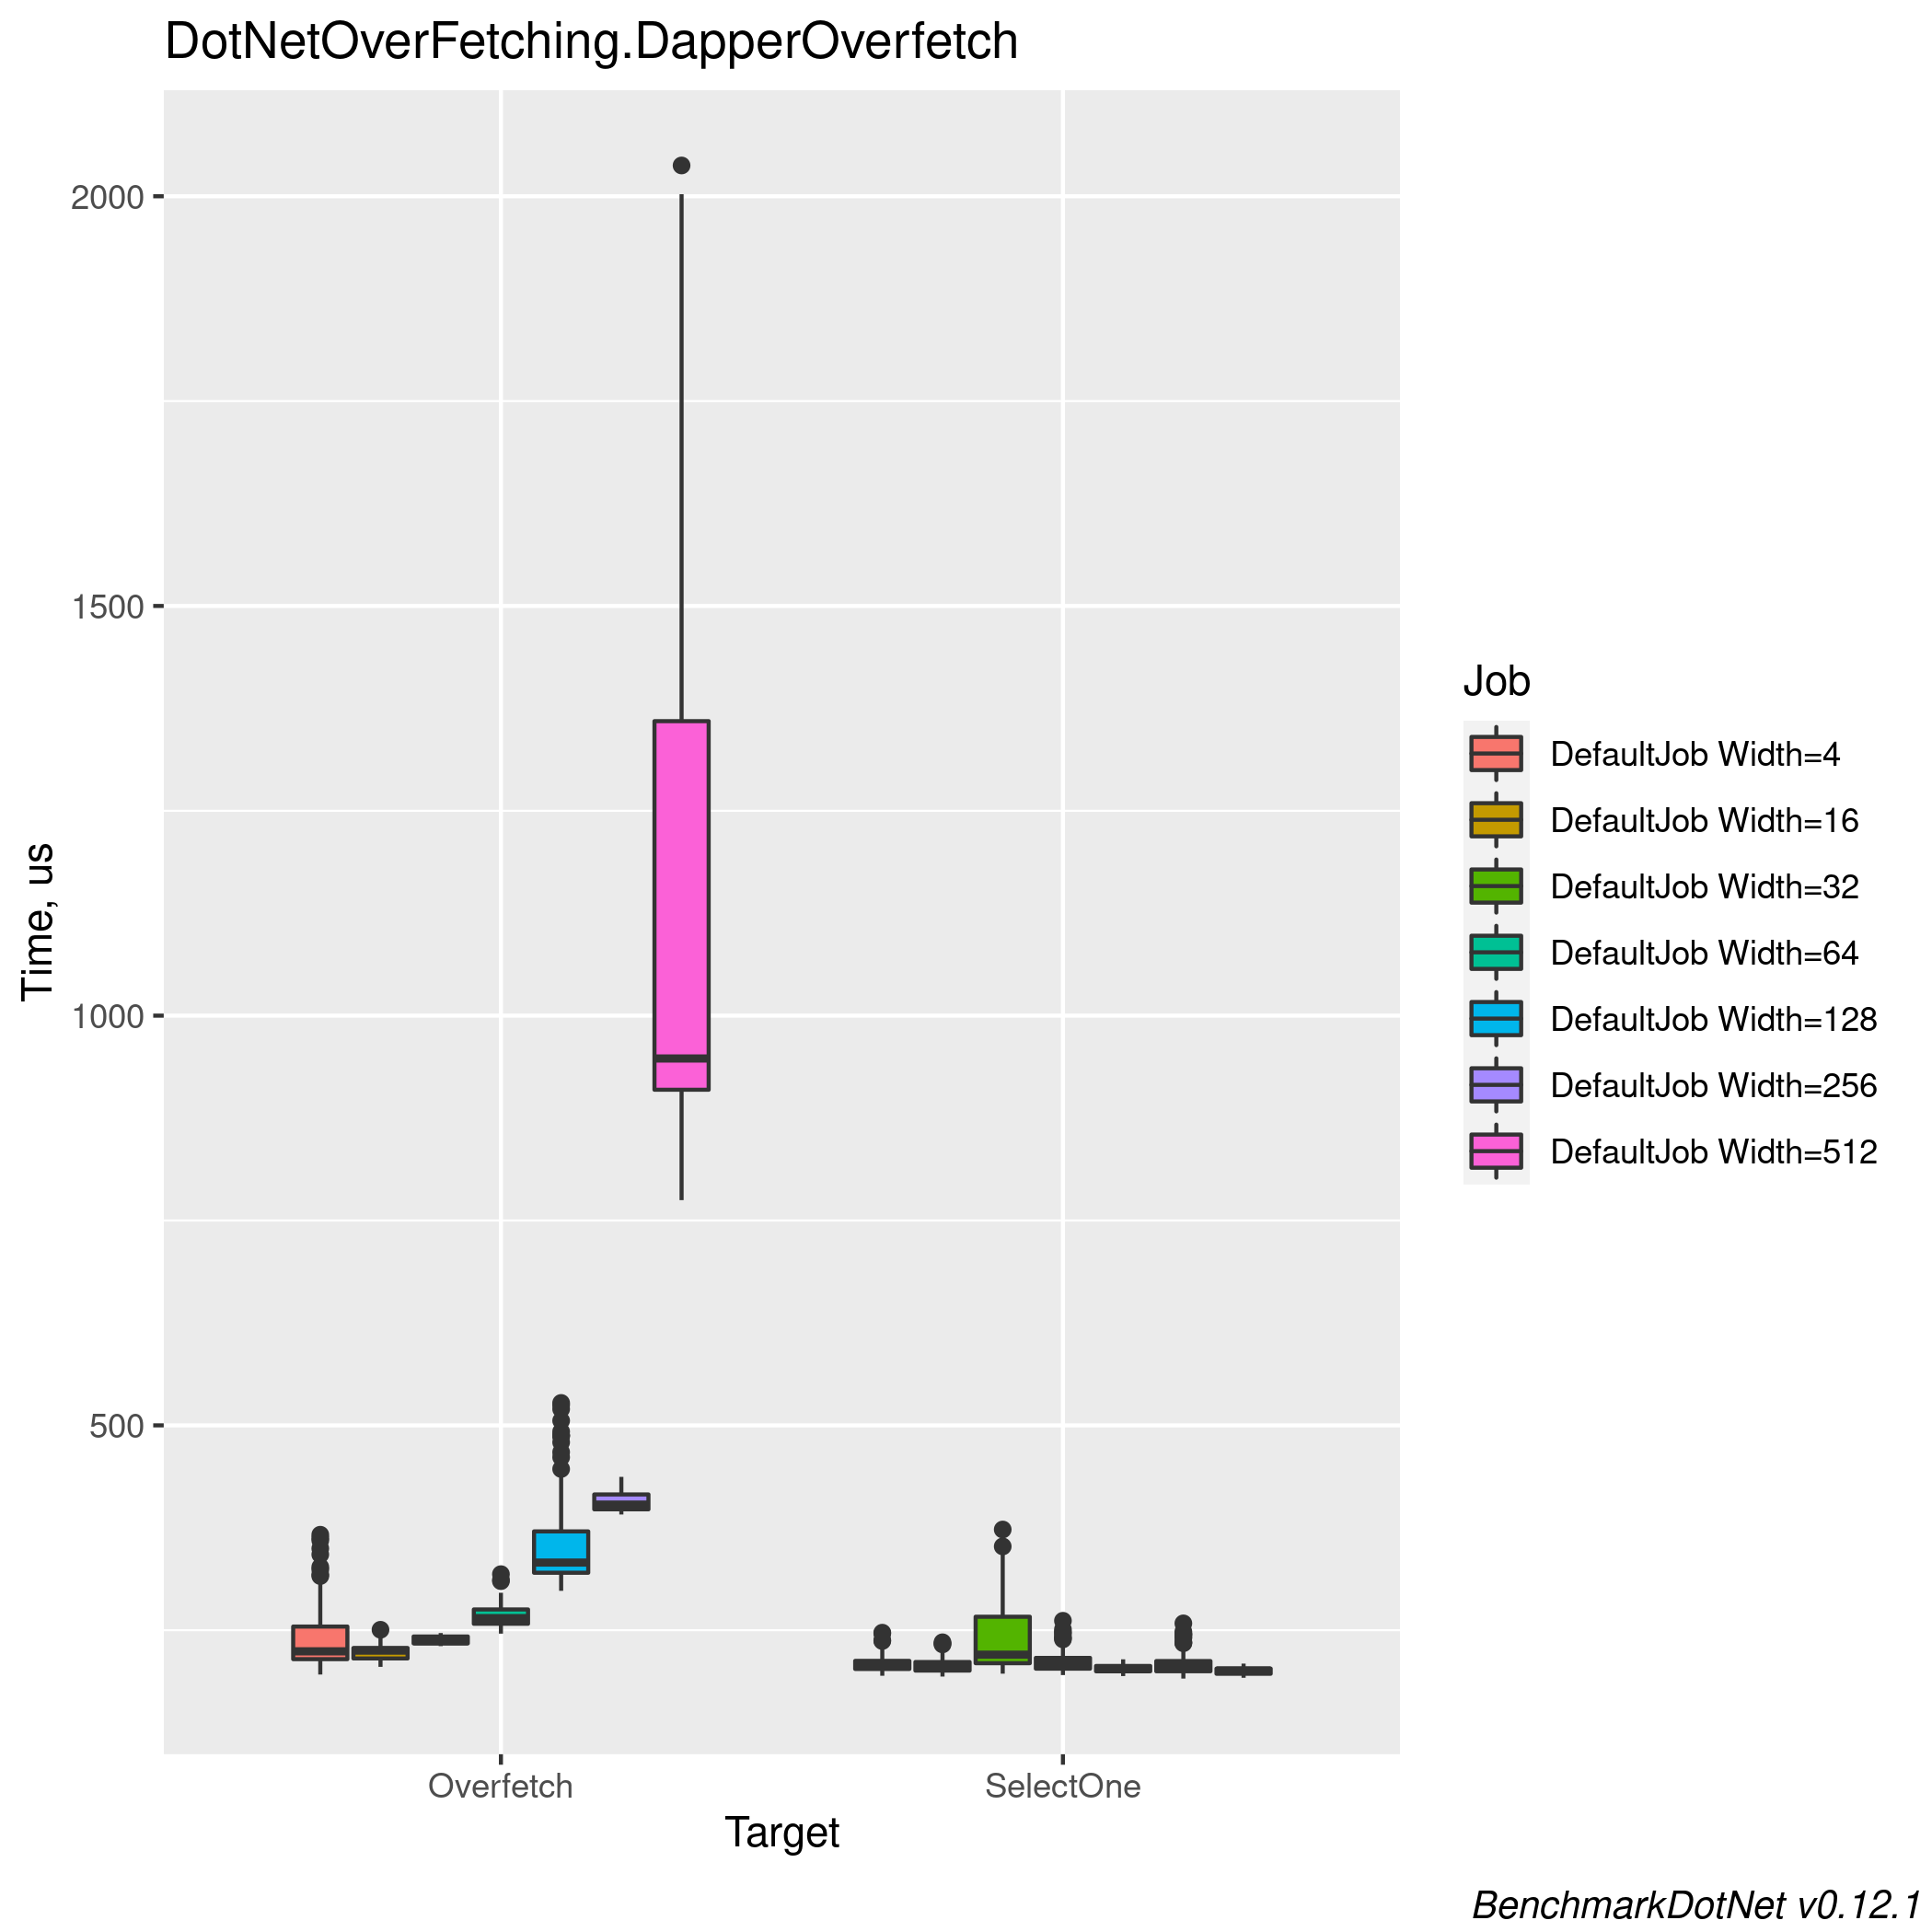 DotNetOverFetching.DapperOverfetch
Time, us
2000
1500
1000
500
Overfetch
SelectOne
Target
Job
DefaultJob Width=4
DefaultJob Width=16
DefaultJob Width=32
DefaultJob Width=64
DefaultJob Width=128
DefaultJob Width=256
DefaultJob Width=512
BenchmarkDotNet v0.12.1